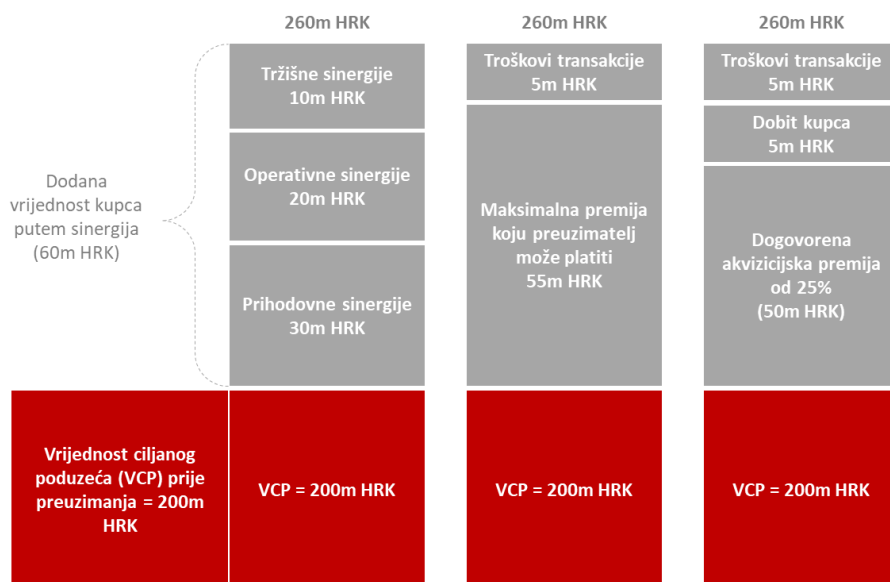 260m HRK
260m HRK
260m HRK
Tržišne sinergije
10m HRK
Operativne sinergije
20m HRK
Prihodovne sinergije
30m HRK
Dodana
vrijednost kupca
putem sinergija
(60m HRK)
Troškovi transakcije
5m HRK
Maksimalna premija
koju preuzimatelj
može platiti
55m HRK
Troškovi transakcije
5m HRK
Dobit kupca
5m HRK
Dogovorena
akvizicijska premija
od 25%
(50m HRK)
Vrijednost ciljanog
poduzeća (VCP) prije
preuzimanja = 200m
HRK
VCP = 200m HRK
VCP = 200m HRK
VCP = 200m HRK